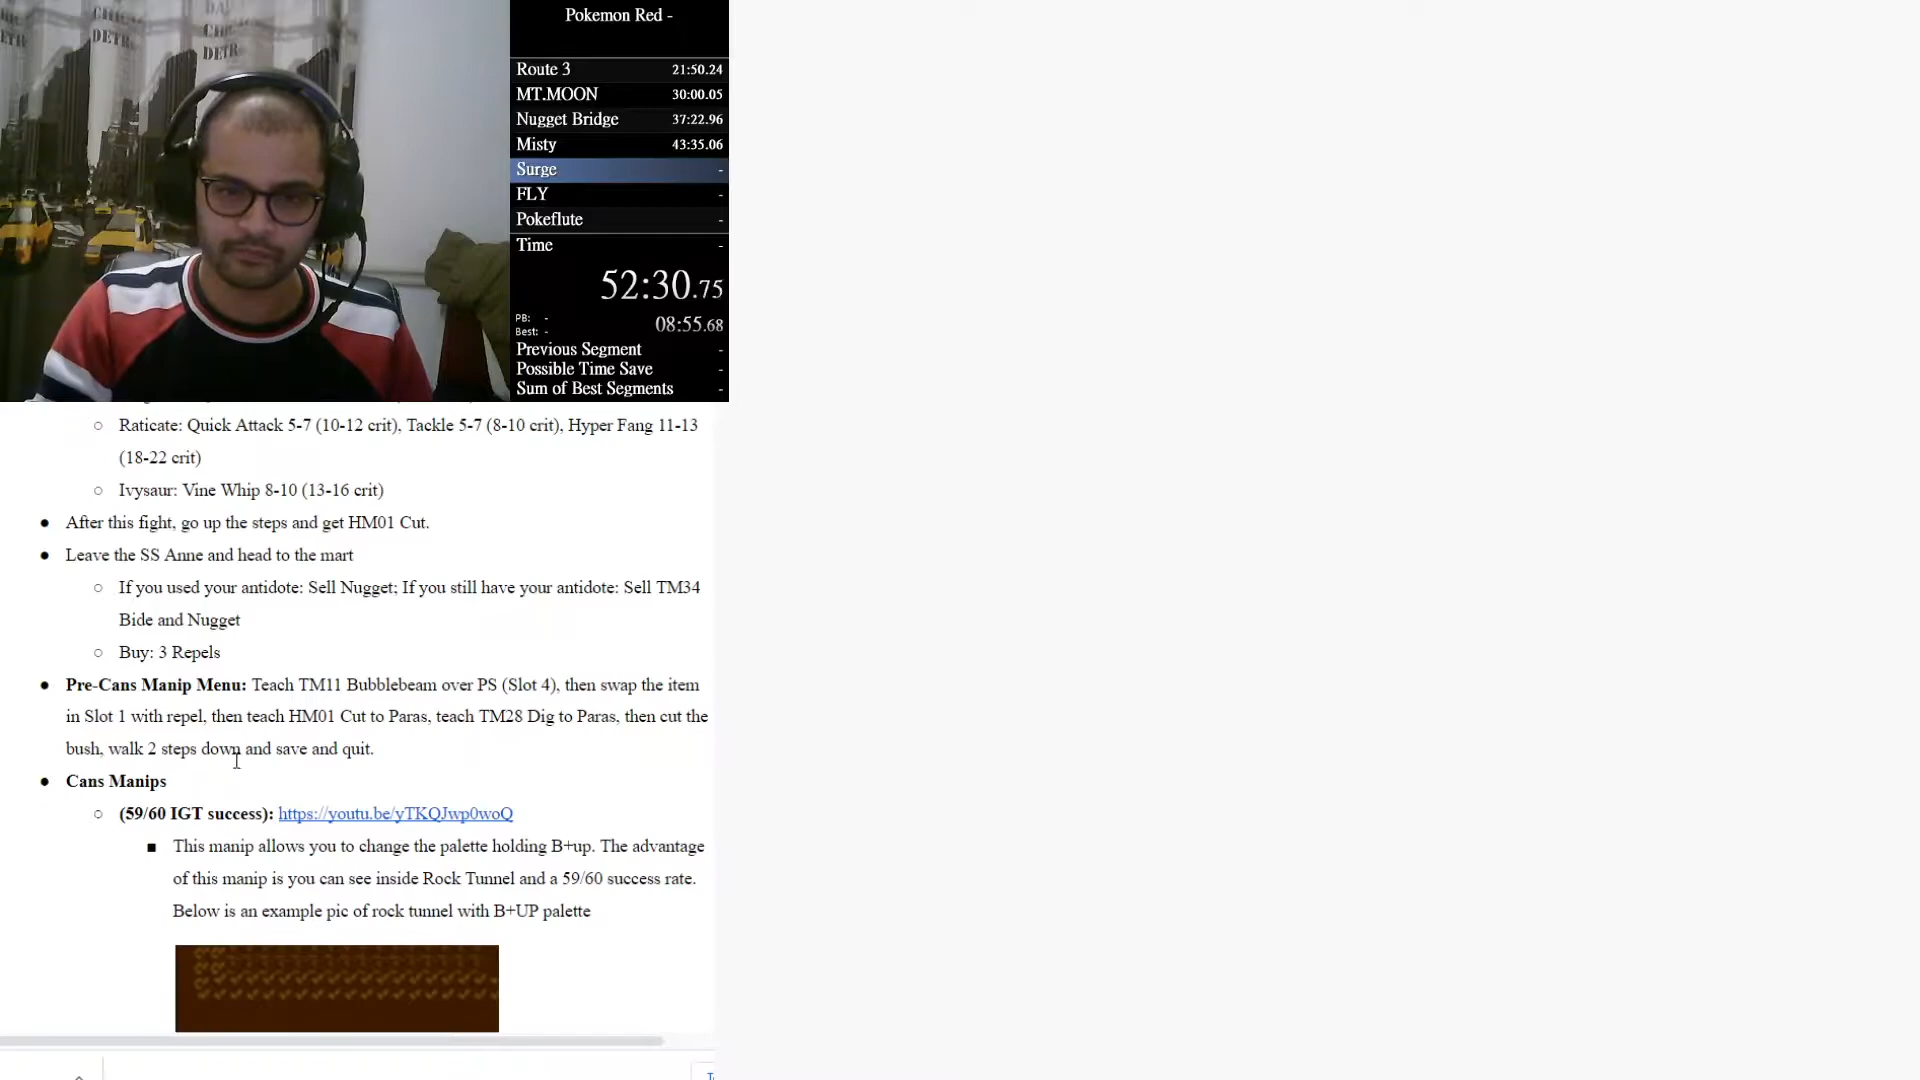 CHICAGO
DETR
DA
CHIC
DETR
Pokemon Red -
Route 3 21:50.24
MT.MOON 30:00.05
Nugget Bridge 37:22.96
Misty 43:35.06
Surge -
FLY -
Pokeflute -
Time -
52:30.75
PB: -
Best: -
08:55.68
Previous Segment -
Possible Time Save -
Sum of Best Segments -
○ Raticate: Quick Attack 5-7 (10-12 crit), Tackle 5-7 (8-10 crit), Hyper Fang 11-13
(18-22 crit)
○ Ivysaur: Vine Whip 8-10 (13-16 crit)
● After this fight, go up the steps and get HM01 Cut.
● Leave the SS Anne and head to the mart
○ If you used your antidote: Sell Nugget; If you still have your antidote: Sell TM34
Bide and Nugget
○ Buy: 3 Repels
● Pre-Cans Manip Menu: Teach TM11 Bubblebeam over PS (Slot 4), then swap the item
in Slot 1 with repel, then teach HM01 Cut to Paras, teach TM28 Dig to Paras, then cut the
bush, walk 2 steps down and save and quit.
● Cans Manips
○ (59/60 IGT success): https://youtu.be/yTKQJwp0woQ
■ This manip allows you to change the palette holding B+up. The advantage
of this manip is you can see inside Rock Tunnel and a 59/60 success rate.
Below is an example pic of rock tunnel with B+UP palette